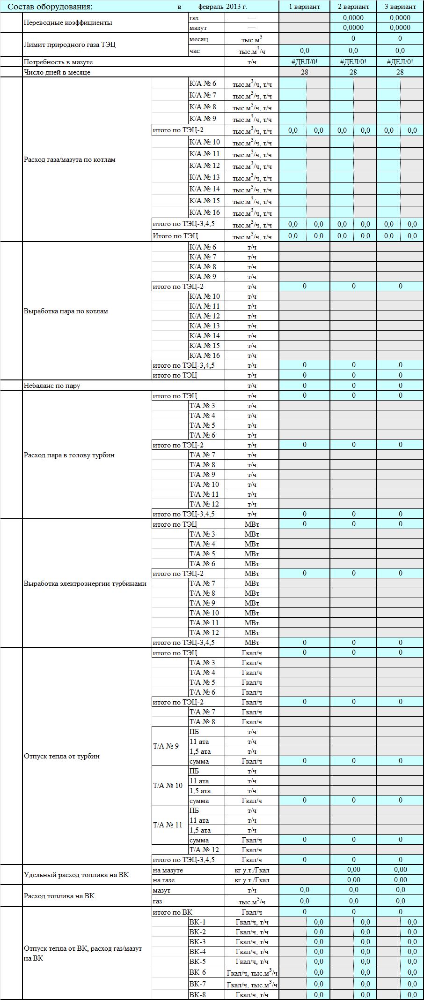 Состав оборудования: в февраль 2013 г. 1 вариант 2 вариант 3 вариант
Переводные коэффициенты
газ — 0,0000 0,0000
мазут — 0,0000 0,0000
Лимит природного газа ТЭЦ
месяц тыс.м3 0 0
час тыс.м3/ч 0,0 0,0 0,0
Потребность в мазуте т/ч #ДЕЛ/0! #ДЕЛ/0! #ДЕЛ/0!
Число дней в месяце 28 28 28
Расход газа/мазута по котлам
К/А № 6 тыс.м3/ч, т/ч
К/А № 7 тыс.м3/ч, т/ч
К/А № 8 тыс.м3/ч, т/ч
К/А № 9 тыс.м3/ч, т/ч
итого по ТЭЦ-2 тыс.м3/ч, т/ч 0,0 0,0 0,0 0,0 0,0 0,0
К/А № 10 тыс.м3/ч, т/ч
К/А № 11 тыс.м3/ч, т/ч
К/А № 12 тыс.м3/ч, т/ч
К/А № 13 тыс.м3/ч, т/ч
К/А № 14 тыс.м3/ч, т/ч
К/А № 15 тыс.м3/ч, т/ч
К/А № 16 тыс.м3/ч, т/ч
итого по ТЭЦ-3,4,5 тыс.м3/ч, т/ч 0,0 0,0 0,0 0,0 0,0 0,0
Итого по ТЭЦ тыс.м3/ч, т/ч 0,0 0,0 0,0 0,0 0,0 0,0
Выработка пара по котлам
К/А № 6 т/ч
К/А № 7 т/ч
К/А № 8 т/ч
К/А № 9 т/ч
итого по ТЭЦ-2 т/ч 0 0 0
К/А № 10 т/ч
К/А № 11 т/ч
К/А № 12 т/ч
К/А № 13 т/ч
К/А № 14 т/ч
К/А № 15 т/ч
К/А № 16 т/ч
итого по ТЭЦ-3,4,5 т/ч 0 0 0
итого по ТЭЦ т/ч 0 0 0
Небаланс по пару т/ч 0 0 0
Расход пара в голову турбин
итого по ТЭЦ т/ч 0 0 0
Т/А № 3 т/ч
Т/А № 4 т/ч
Т/А № 5 т/ч
Т/А № 6 т/ч
итого по ТЭЦ-2 т/ч 0 0 0
Т/А № 7 т/ч
Т/А № 8 т/ч
Т/А № 9 т/ч
Т/А № 10 т/ч
Т/А № 11 т/ч
Т/А № 12 т/ч
итого по ТЭЦ-3,4,5 т/ч 0 0 0
Выработка электроэнергии турбинами
итого по ТЭЦ МВт 0 0 0
Т/А № 3 МВт
Т/А № 4 МВт
Т/А № 5 МВт
Т/А № 6 МВт
итого по ТЭЦ-2 МВт 0 0 0
Т/А № 7 МВт
Т/А № 8 МВт
Т/А № 9 МВт
Т/А № 10 МВт
Т/А № 11 МВт
Т/А № 12 МВт
итого по ТЭЦ-3,4,5 МВт 0 0 0
Отпуск тепла от турбин
итого по ТЭЦ Гкал/ч 0 0 0
Т/А № 3 Гкал/ч
Т/А № 4 Гкал/ч
Т/А № 5 Гкал/ч
Т/А № 6 Гкал/ч
итого по ТЭЦ-2 Гкал/ч 0 0 0
Т/А № 7 Гкал/ч
Т/А № 8 Гкал/ч
Т/А № 9
ПБ т/ч
11 ата т/ч
1,5 ата т/ч
сумма Гкал/ч 0 0 0
Т/А № 10
ПБ т/ч
11 ата т/ч
1,5 ата т/ч
сумма Гкал/ч 0 0 0
Т/А № 11
ПБ т/ч
11 ата т/ч
1,5 ата т/ч
сумма Гкал/ч 0 0 0
Т/А № 12 Гкал/ч
итого по ТЭЦ-3,4,5 Гкал/ч 0 0 0
Удельный расход топлива на ВК
на мазуте кг у.т./Гкал 0,00 0,00
на газе кг у.т./Гкал 0,00 0,00
Расход топлива на ВК
мазут т/ч 0,0 0,0 0,0
газ тыс.м3/ч 0,0 0,0 0,0
Отпуск тепла от ВК, расход газ/мазут
на ВК
итого по ВК Гкал/ч 0 0 0
ВК-1 Гкал/ч, т/ч 0,0 0,0 0,0
ВК-2 Гкал/ч, т/ч 0,0 0,0 0,0
ВК-3 Гкал/ч, т/ч 0,0 0,0 0,0
ВК-4 Гкал/ч, т/ч 0,0 0,0 0,0
ВК-5 Гкал/ч, т/ч 0,0 0,0 0,0
ВК-6 Гкал/ч, тыс.м3/ч 0,0 0,0 0,0
ВК-7 Гкал/ч, тыс.м3/ч 0,0 0,0 0,0
ВК-8 Гкал/ч, т/ч 0,0 0,0 0,0